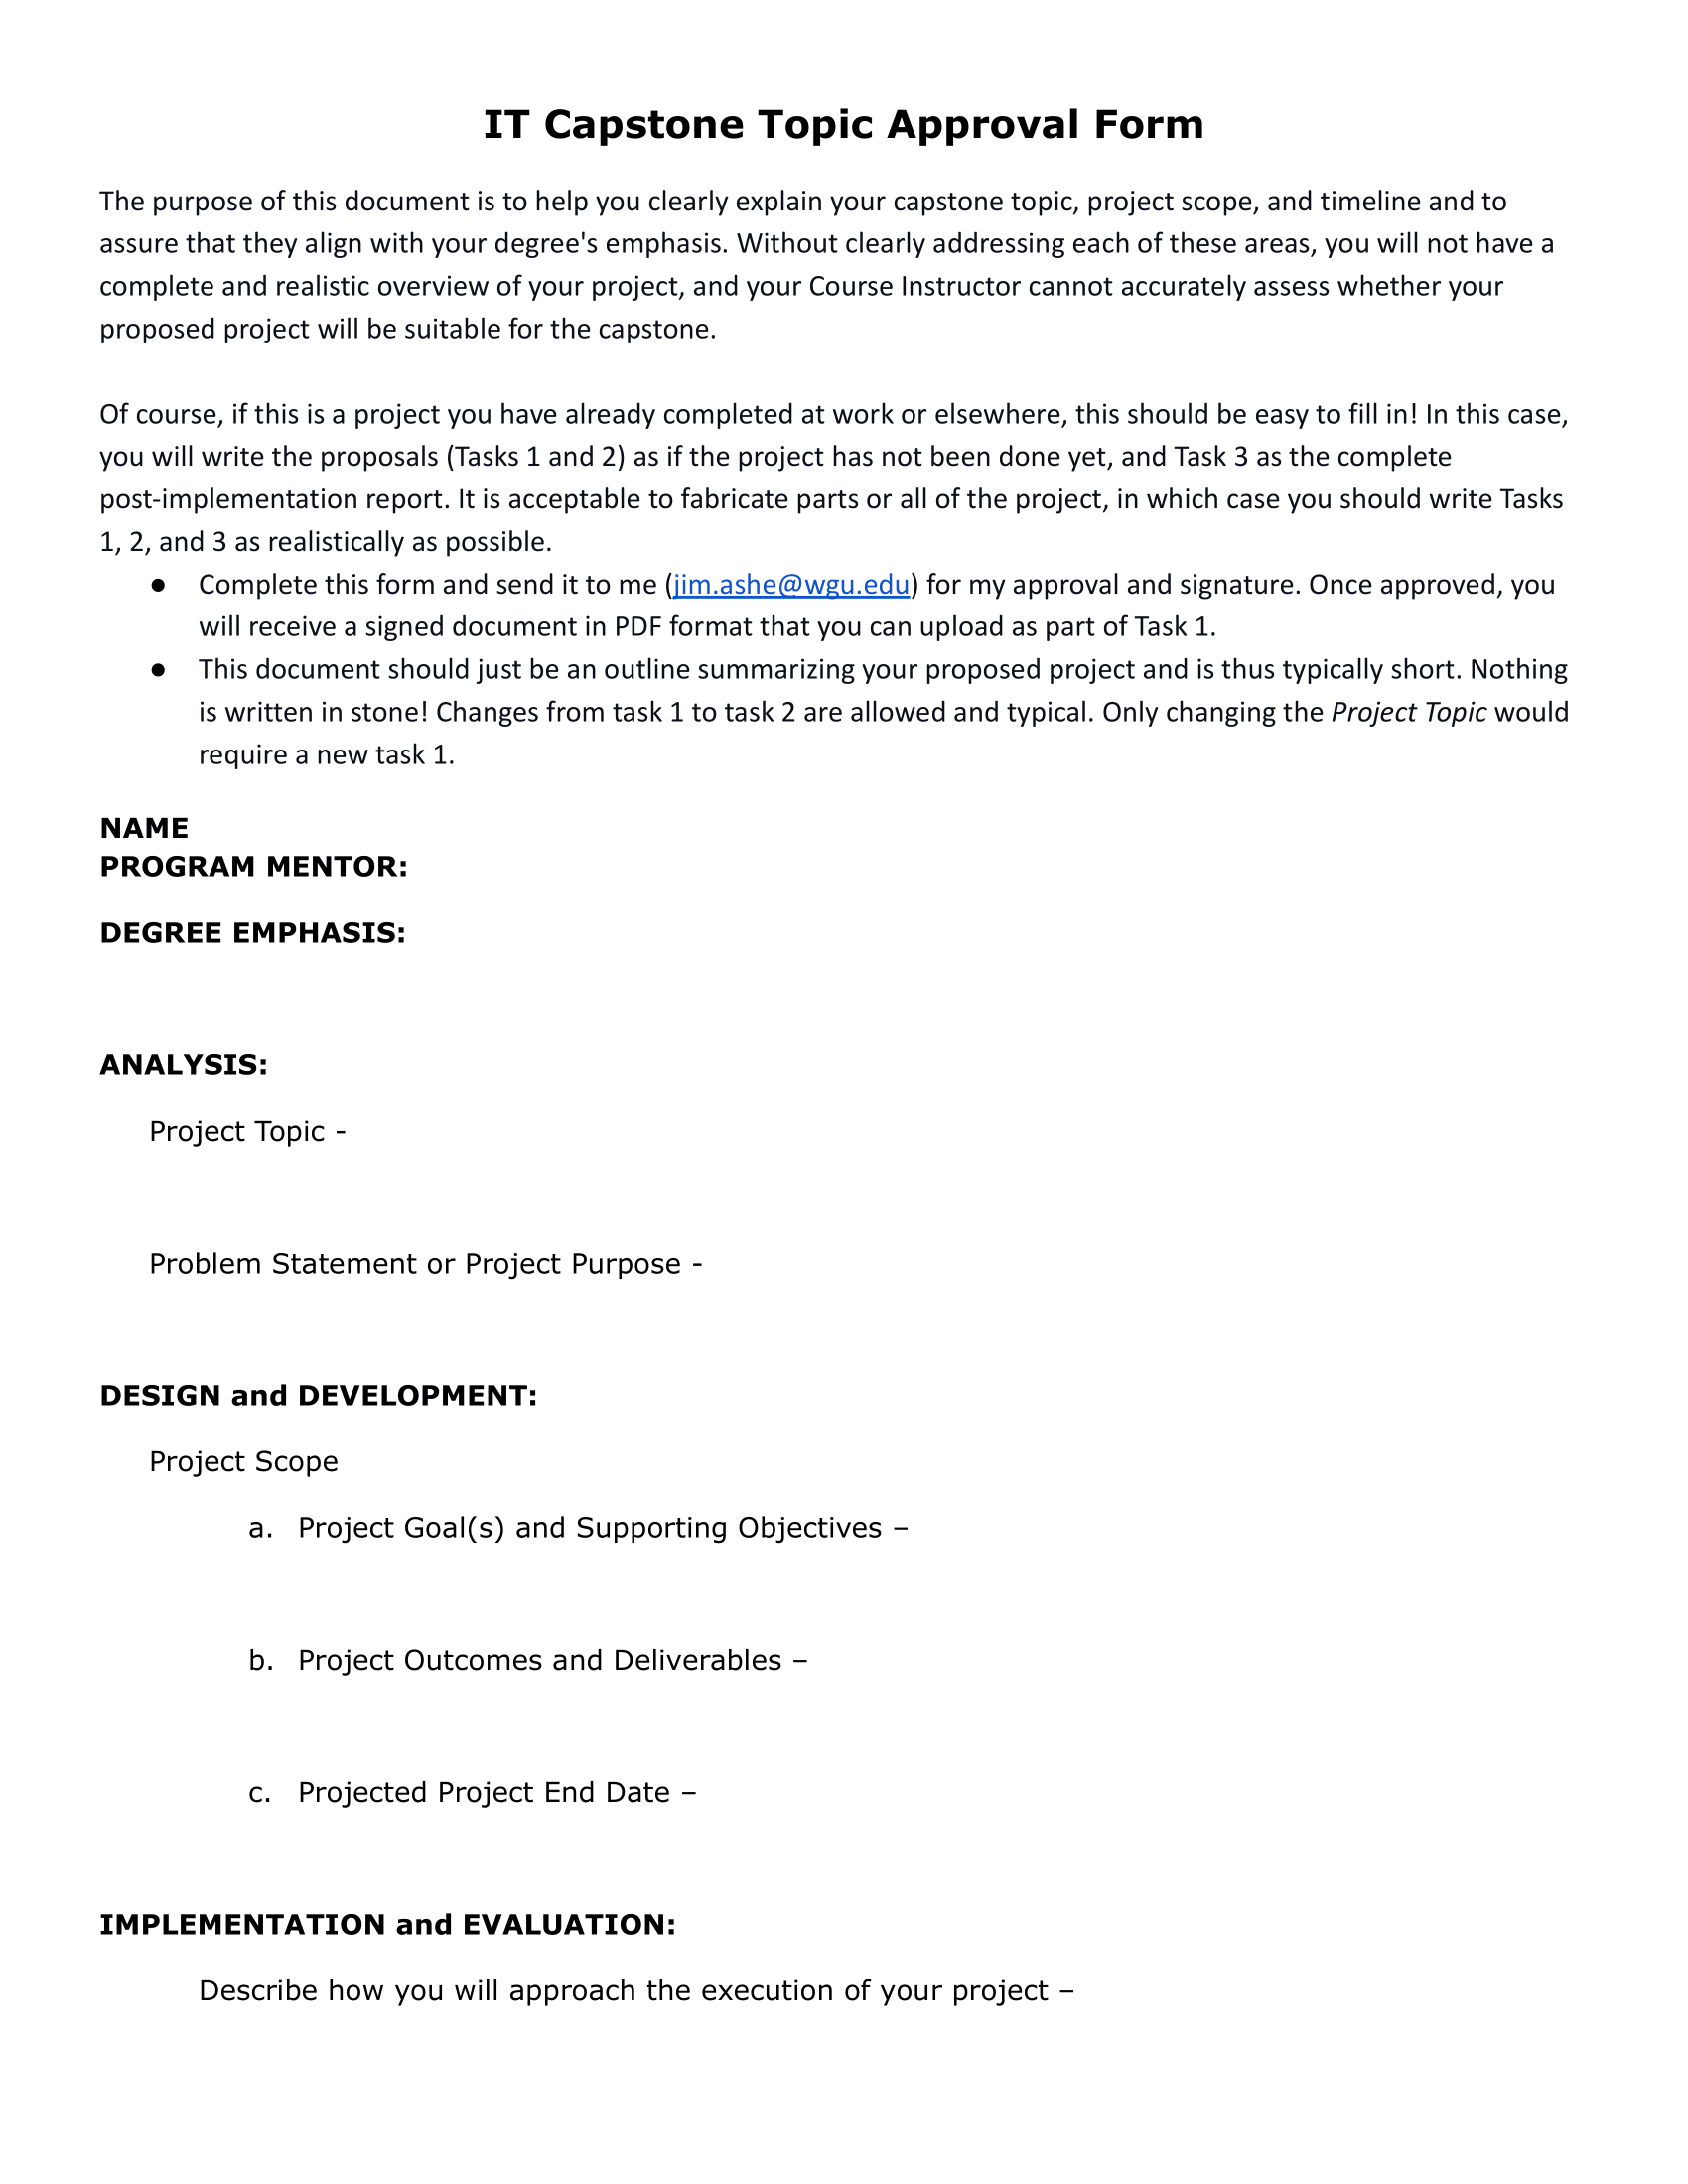 IT Capstone Topic Approval Form
The purpose of this document is to help you clearly explain your capstone topic, project scope, and timeline and to
assure that they align with your degree's emphasis. Without clearly addressing each of these areas, you will not have a
complete and realistic overview of your project, and your Course Instructor cannot accurately assess whether your
proposed project will be suitable for the capstone.
Of course, if this is a project you have already completed at work or elsewhere, this should be easy to fill in! In this case,
you will write the proposals (Tasks 1 and 2) as if the project has not been done yet, and Task 3 as the complete
post-implementation report. It is acceptable to fabricate parts or all of the project, in which case you should write Tasks
1, 2, and 3 as realistically as possible.
● Complete this form and send it to me (jim.ashe@wgu.edu) for my approval and signature. Once approved, you
will receive a signed document in PDF format that you can upload as part of Task 1.
● This document should just be an outline summarizing your proposed project and is thus typically short. Nothing
is written in stone! Changes from task 1 to task 2 are allowed and typical. Only changing the Project Topic would
require a new task 1.
NAME
PROGRAM MENTOR:
DEGREE EMPHASIS:
ANALYSIS:
Project Topic -
Problem Statement or Project Purpose -
DESIGN and DEVELOPMENT:
Project Scope
a. Project Goal(s) and Supporting Objectives –
b. Project Outcomes and Deliverables –
c. Projected Project End Date –
IMPLEMENTATION and EVALUATION:
Describe how you will approach the execution of your project –